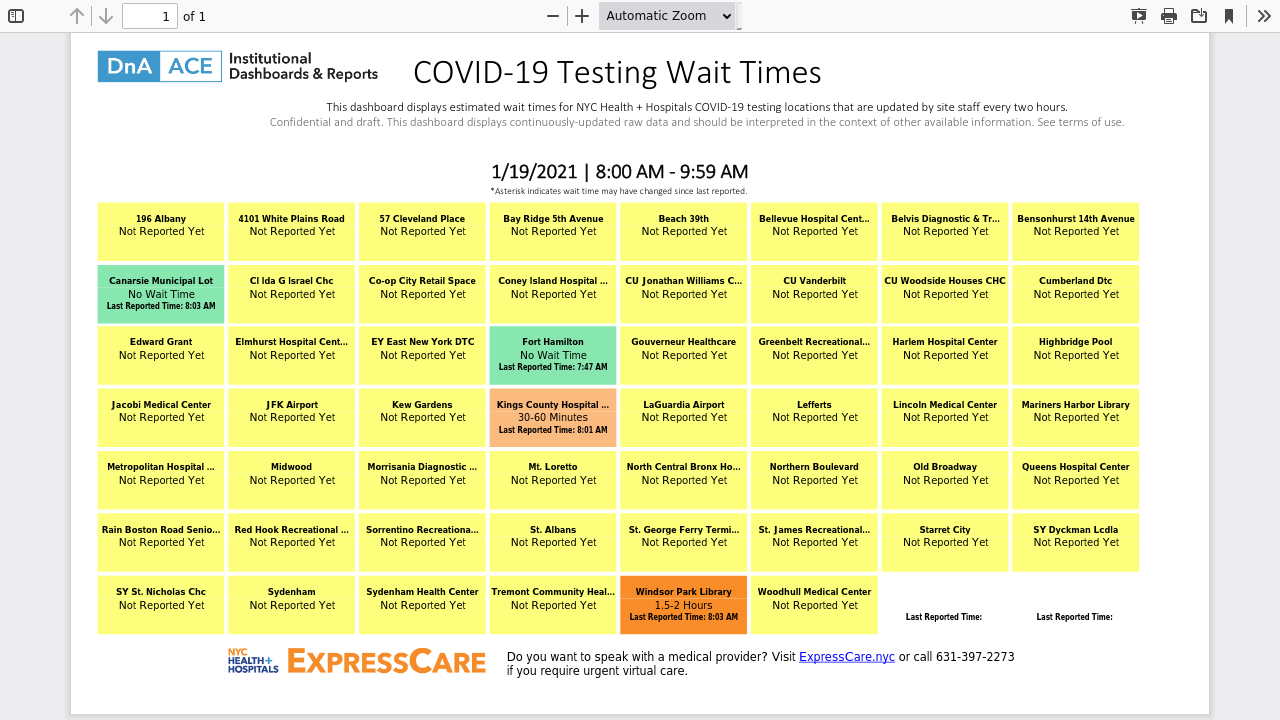 1 of 1 Automatic Zoom
DnA ACE Institutional Dashboards & Reports
COVID-19 Testing Wait Times
This dashboard displays estimated wait times for NYC Health + Hospitals COVID-19 testing locations that are updated by site staff every two hours.
Confidential and draft. This dashboard displays continuously-updated raw data and should be interpreted in the context of other available information. See terms of use.
1/19/2021 | 8:00 AM - 9:59 AM
*Asterisk indicates wait time may have changed since last reported.
196 Albany
Not Reported Yet
4101 White Plains Road
Not Reported Yet
57 Cleveland Place
Not Reported Yet
Bay Ridge 5th Avenue
Not Reported Yet
Beach 39th
Not Reported Yet
Bellevue Hospital Cent...
Not Reported Yet
Belvis Diagnostic & Tr...
Not Reported Yet
Bensonhurst 14th Avenue
Not Reported Yet
Canarsie Municipal Lot
No Wait Time
Last Reported Time: 8:03 AM
CI Ida G Israel Chc
Not Reported Yet
Co-op City Retail Space
Not Reported Yet
Coney Island Hospital ...
Not Reported Yet
CU Jonathan Williams C...
Not Reported Yet
CU Vanderbilt
Not Reported Yet
CU Woodside Houses CHC
Not Reported Yet
Cumberland Dtc
Not Reported Yet
Edward Grant
Not Reported Yet
Elmhurst Hospital Cent...
Not Reported Yet
EY East New York DTC
Not Reported Yet
Fort Hamilton
No Wait Time
Last Reported Time: 7:47 AM
Gouverneur Healthcare
Not Reported Yet
Greenbelt Recreational...
Not Reported Yet
Harlem Hospital Center
Not Reported Yet
Highbridge Pool
Not Reported Yet
Jacobi Medical Center
Not Reported Yet
JFK Airport
Not Reported Yet
Kew Gardens
Not Reported Yet
Kings County Hospital ...
30-60 Minutes
Last Reported Time: 8:01 AM
LaGuardia Airport
Not Reported Yet
Lefferts
Not Reported Yet
Lincoln Medical Center
Not Reported Yet
Mariners Harbor Library
Not Reported Yet
Metropolitan Hospital ...
Not Reported Yet
Midwood
Not Reported Yet
Morrisania Diagnostic ...
Not Reported Yet
Mt. Loretto
Not Reported Yet
North Central Bronx Ho...
Not Reported Yet
Northern Boulevard
Not Reported Yet
Old Broadway
Not Reported Yet
Queens Hospital Center
Not Reported Yet
Rain Boston Road Senio...
Not Reported Yet
Red Hook Recreational ...
Not Reported Yet
Sorrentino Recreationa...
Not Reported Yet
St. Albans
Not Reported Yet
St. George Ferry Termi...
Not Reported Yet
St. James Recreational...
Not Reported Yet
Starret City
Not Reported Yet
SY Dyckman Lcdla
Not Reported Yet
SY St. Nicholas Chc
Not Reported Yet
Sydenham
Not Reported Yet
Sydenham Health Center
Not Reported Yet
Tremont Community Heal...
Not Reported Yet
Windsor Park Library
1.5-2 Hours
Last Reported Time: 8:03 AM
Woodhull Medical Center
Not Reported Yet
Last Reported Time:
Last Reported Time:
NYC
HEALTH+
HOSPITALS
EXPRESSCARE
Do you want to speak with a medical provider? Visit ExpressCare.nyc or call 631-397-2273
if you require urgent virtual care.